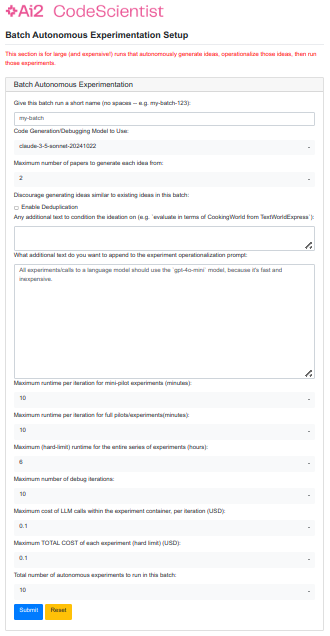 Ai2 CodeScientist
Batch Autonomous Experimentation Setup
This section is for large (and expensive!) runs that autonomously generate ideas, operationalize those ideas, then run
those experiments.
Batch Autonomous Experimentation
Give this batch run a short name (no spaces -- e.g. my-batch-123):
my-batch
Code Generation/Debugging Model to Use:
claude-3-5-sonnet-20241022
Maximum number of papers to generate each idea from:
2
Discourage generating ideas similar to existing ideas in this batch:
Enable Deduplication
Any additional text to condition the ideation on (e.g. `evaluate in terms of CookingWorld from TextWorldExpress`):
What additional text do you want to append to the experiment operationalization prompt:
All experiments/calls to a language model should use the `gpt-4o-mini` model, because it's fast and
inexpensive.
Maximum runtime per iteration for mini-pilot experiments (minutes):
10
Maximum runtime per iteration for full pilots/experiments(minutes):
10
Maximum (hard-limit) runtime for the entire series of experiments (hours):
6
Maximum number of debug iterations:
10
Maximum cost of LLM calls within the experiment container, per iteration (USD):
0.1
Maximum TOTAL COST of each experiment (hard limit) (USD):
0.1
Total number of autonomous experiments to run in this batch:
10
Submit Reset